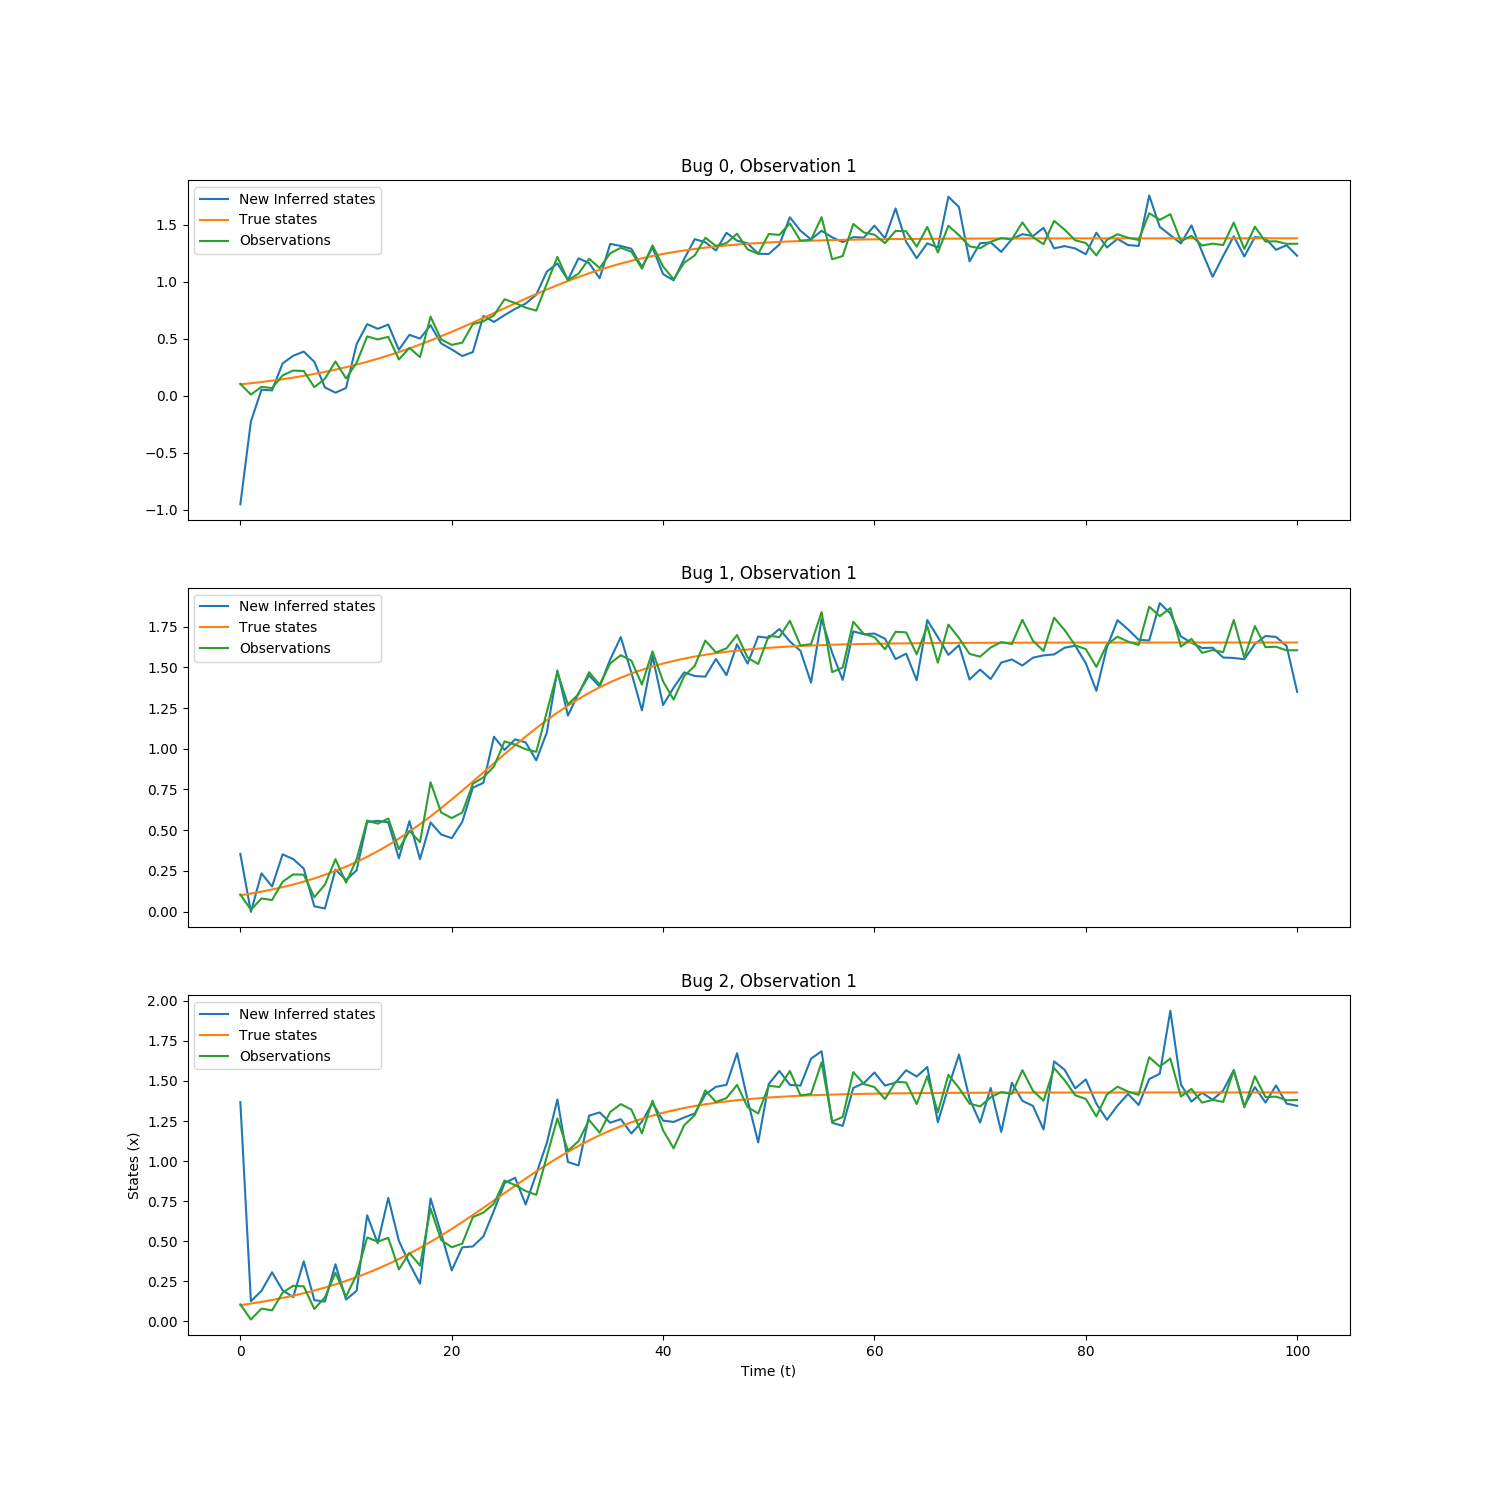 Bug 0, Observation 1
New Inferred states
True states
Observations
1.5
1.0
0.5
0.0
−0.5
−1.0
Bug 1, Observation 1
New Inferred states
True states
Observations
1.75
1.50
1.25
1.00
0.75
0.50
0.25
0.00
Bug 2, Observation 1
New Inferred states
True states
Observations
2.00
1.75
1.50
1.25
1.00
0.75
0.50
0.25
0.00
States (x)
0 20 40 60 80 100
Time (t)